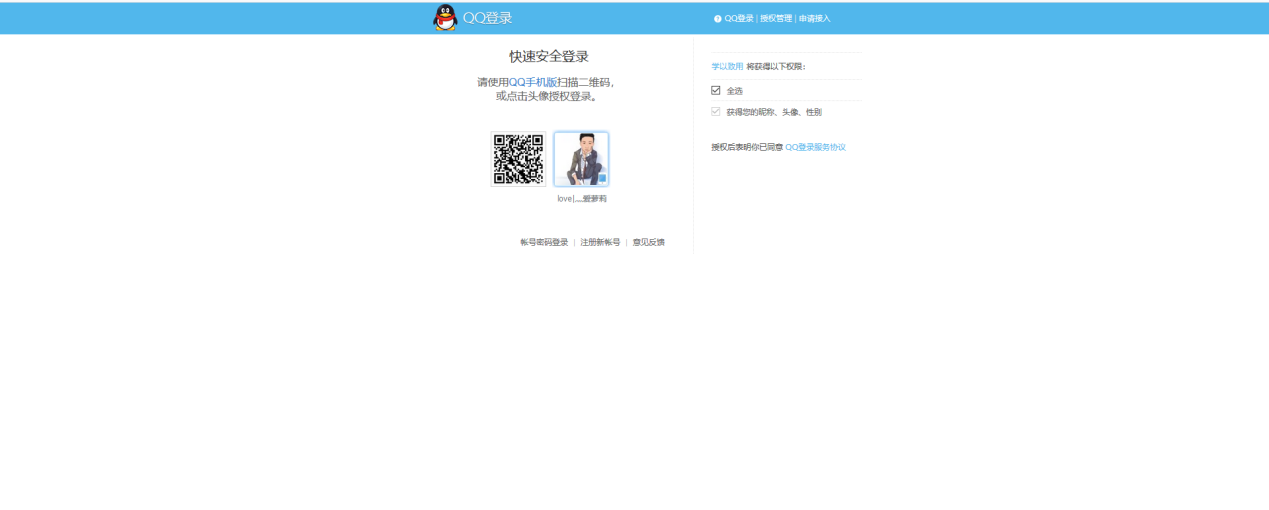 QQ登录
QQ登录 | 授权管理 | 申请接入
快速安全登录
请使用QQ手机版扫描二维码，
或点击头像授权登录。
love|灬爱萝莉
帐号密码登录 | 注册新帐号 | 意见反馈
学以致用 将获得以下权限：
全选
获得您的昵称、头像、性别
授权后表明你已同意 QQ登录服务协议